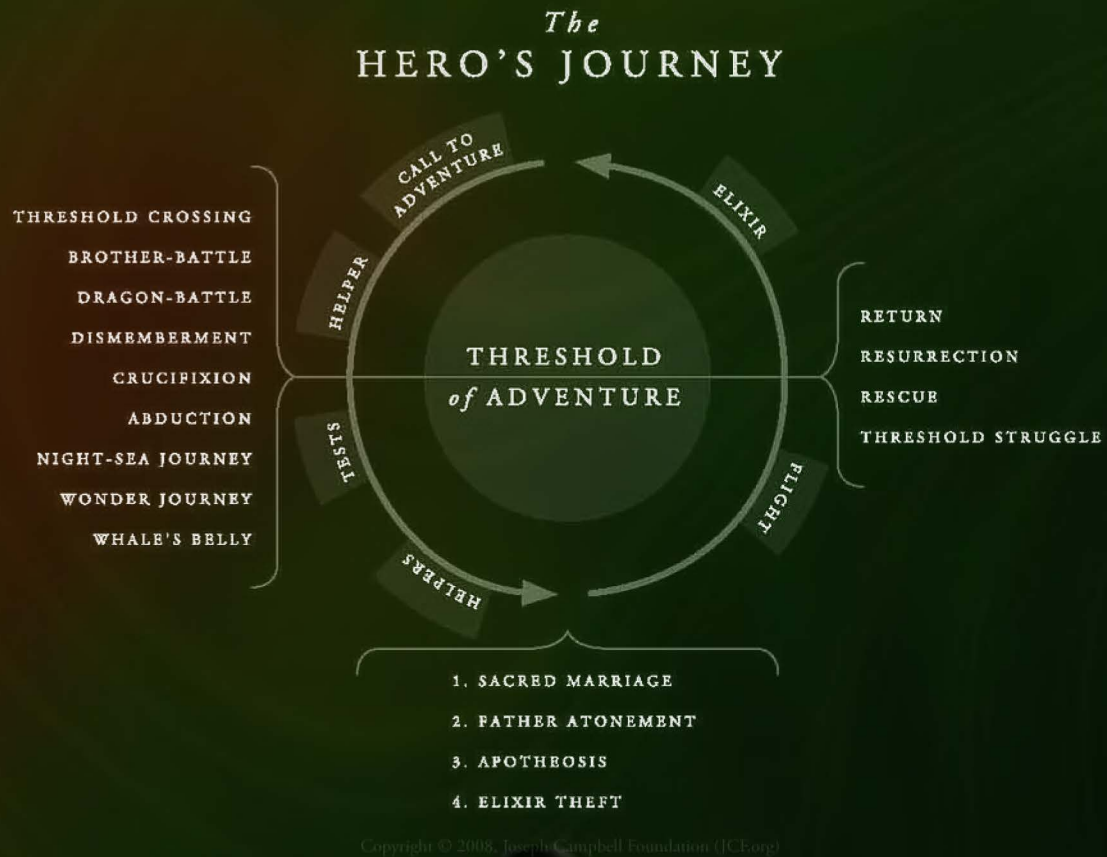 The
HERO'S JOURNEY
CALL TO
ADVENTURE
HELPER
TESTS
HELPERS
FLIGHT
ELIXIR
THRESHOLD
of ADVENTURE
THRESHOLD CROSSING
BROTHER-BATTLE
DRAGON-BATTLE
DISMEMBERMENT
CRUCIFIXION
ABDUCTION
NIGHT-SEA JOURNEY
WONDER JOURNEY
WHALE'S BELLY
RETURN
RESURRECTION
RESCUE
THRESHOLD STRUGGLE
1. SACRED MARRIAGE
2. FATHER ATONEMENT
3. APOTHEOSIS
4. ELIXIR THEFT
Copyright © 2008, Joseph Campbell Foundation (JCF.org)